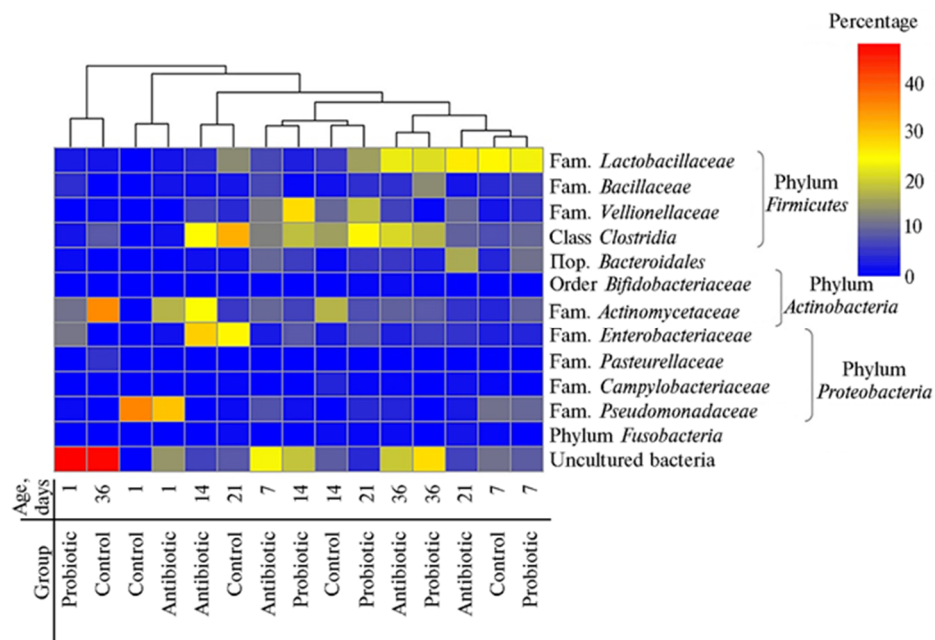 Percentage
40
30
20
10
0
Fam. Lactobacillaceae
Fam. Bacillaceae
Fam. Vellionellaceae
Class Clostridia
Phylum
Firmicutes
Пор. Bacteroidales
Order Bifidobacteriaceae
Fam. Actinomycetaceae
Phylum
Actinobacteria
Fam. Enterobacteriaceae
Fam. Pasteurellaceae
Fam. Campylobacteriaceae
Fam. Pseudomonadaceae
Phylum
Proteobacteria
Phylum Fusobacteria
Uncultured bacteria
Age,
days
1 36 1 1 14 21 7 14 14 21 36 36 21 7 7
Group
Probiotic
Control
Control
Antibiotic
Antibiotic
Control
Antibiotic
Probiotic
Control
Probiotic
Antibiotic
Probiotic
Antibiotic
Control
Probiotic